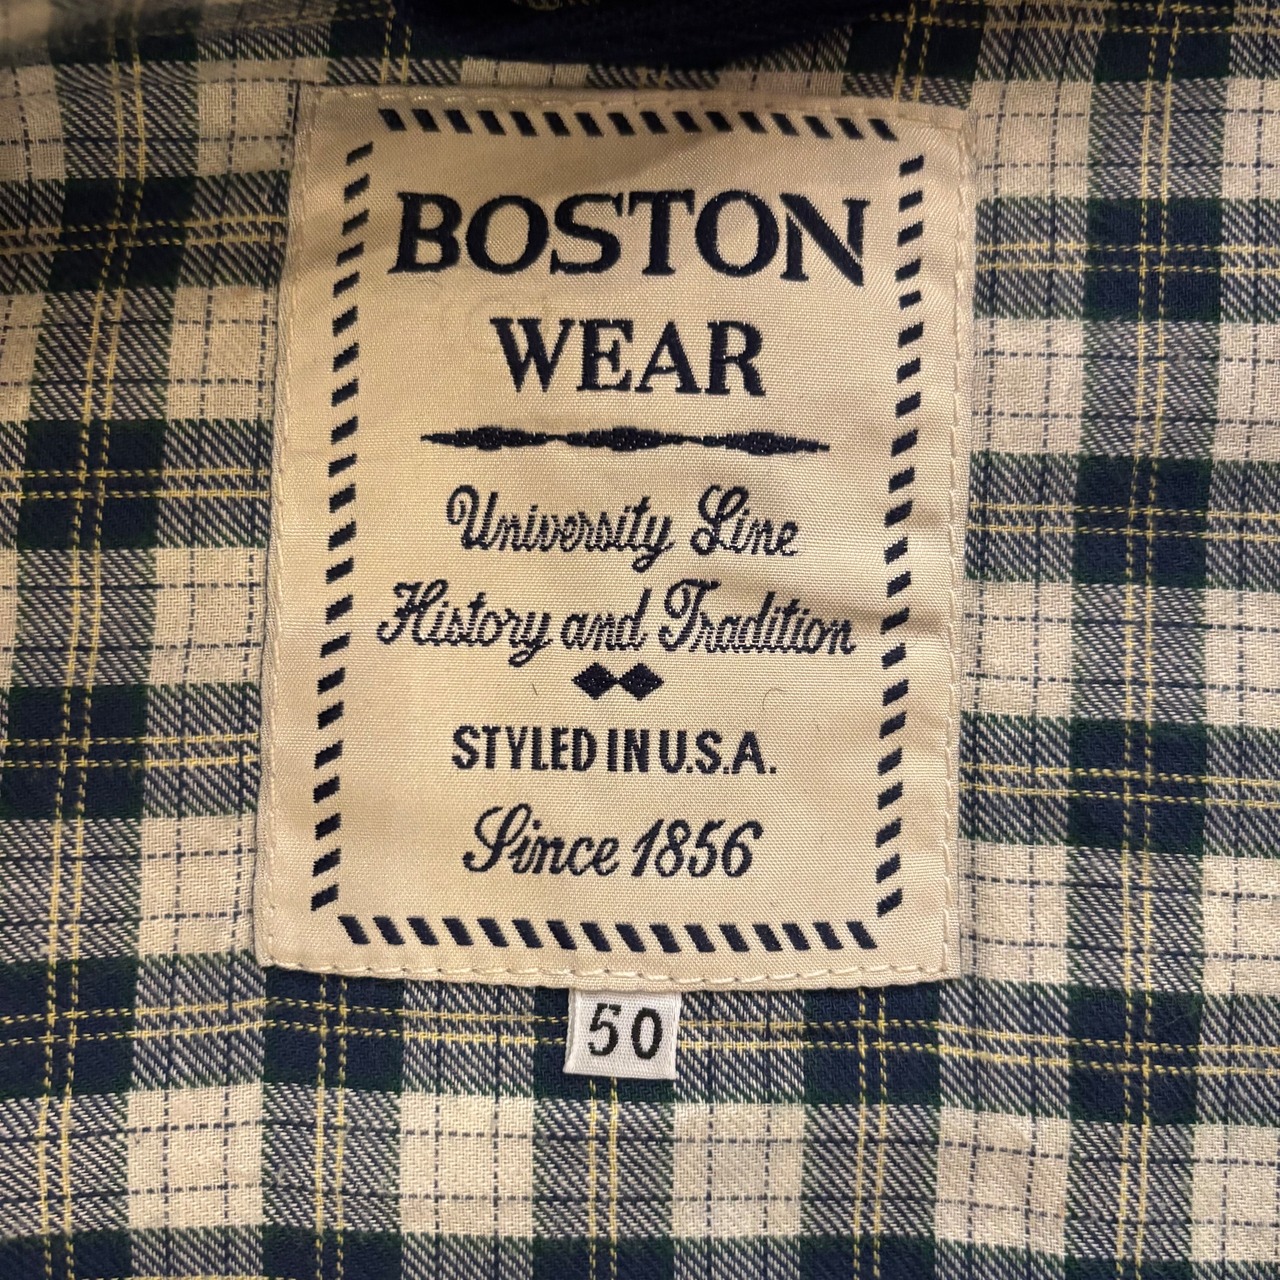 BOSTON
WEAR
University Line
History and Tradition
STYLED IN U.S.A.
Since 1856
50